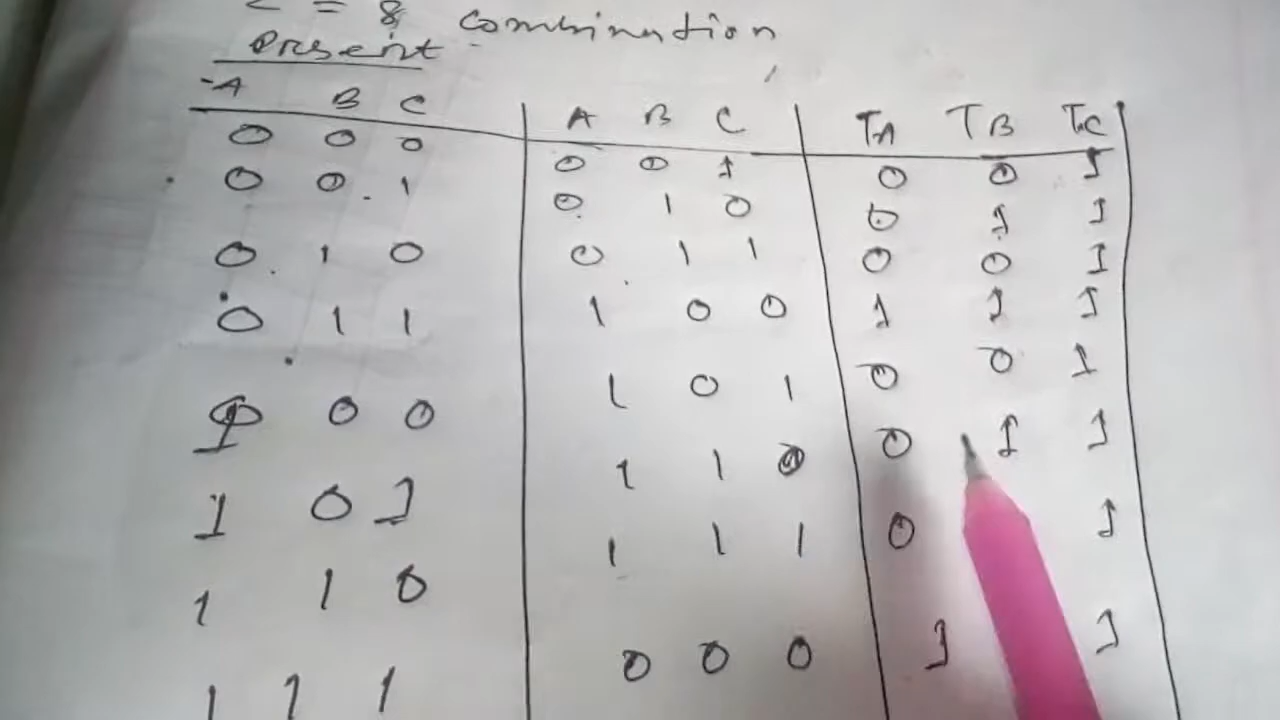 2 = 8 combination
present
A B C A B C TA TB TC
0 0 0 0 0 1 0 0 1
0 0 1 0 1 0 0 1 1
0 1 0 0 1 1 0 0 1
0 1 1 1 0 0 1 1 1
1 0 0 1 0 1 0 0 1
1 0 1 1 1 0 0 1 1
1 1 0 1 1 1 0 1
1 1 1 0 0 0 1 1